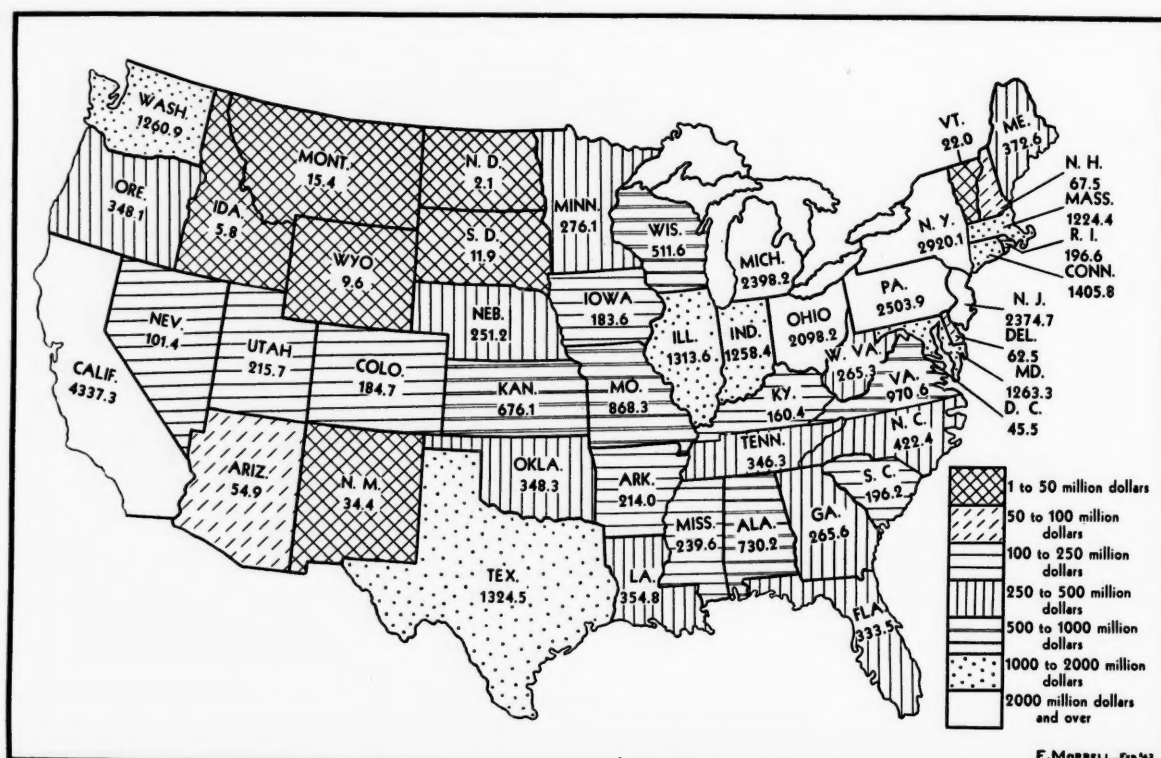 WASH.
1260.9
ORE.
348.1
CALIF.
4337.3
NEV.
101.4
IDA.
5.8
MONT.
15.4
WYO
9.6
UTAH
215.7
COLO.
184.7
ARIZ.
54.9
N. M.
34.4
N. D.
2.1
S. D.
11.9
NEB.
251.2
KAN.
676.1
OKLA.
348.3
TEX.
1324.5
MINN.
276.1
IOWA
183.6
MO.
868.3
ARK.
214.0
LA.
354.8
WIS.
511.6
ILL.
1313.6
MICH.
2398.2
IND.
1258.4
OHIO
2098.2
KY.
160.4
TENN.
346.3
MISS.
239.6
ALA.
730.2
GA.
265.6
FLA.
333.5
S. C.
196.2
N. C.
422.4
VA.
970.6
W. VA.
265.3
PA.
2503.9
N. Y.
2920.1
VT.
22.0
ME.
372.6
N. H.
67.5
MASS.
1224.4
R. I.
196.6
CONN.
1405.8
N. J.
2374.7
DEL.
62.5
MD.
1263.3
D. C.
45.5
1 to 50 million dollars
50 to 100 million
dollars
100 to 250 million
dollars
250 to 500 million
dollars
500 to 1000 million
dollars
1000 to 2000 million
dollars
2000 million dollars
and over
E. MORRELL